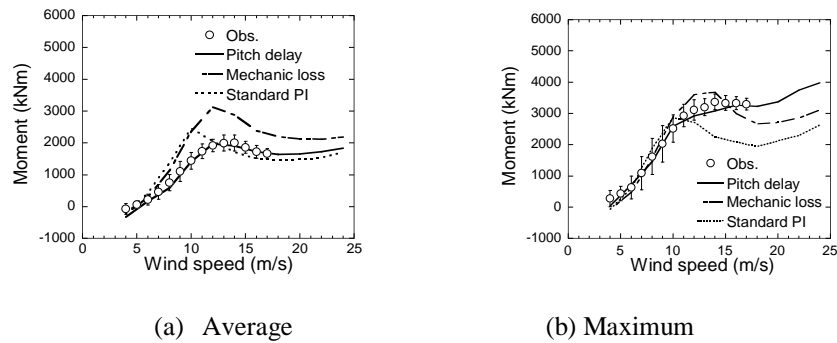 6000
5000
4000
3000
2000
1000
0
-1000
Moment (kNm)
Obs.
Pitch delay
Mechanic loss
Standard PI
0 5 10 15 20 25
Wind speed (m/s)
(a) Average
6000
5000
4000
3000
2000
1000
0
-1000
Moment (kNm)
Obs.
Pitch delay
Mechanic loss
Standard PI
0 5 10 15 20 25
Wind speed (m/s)
(b) Maximum